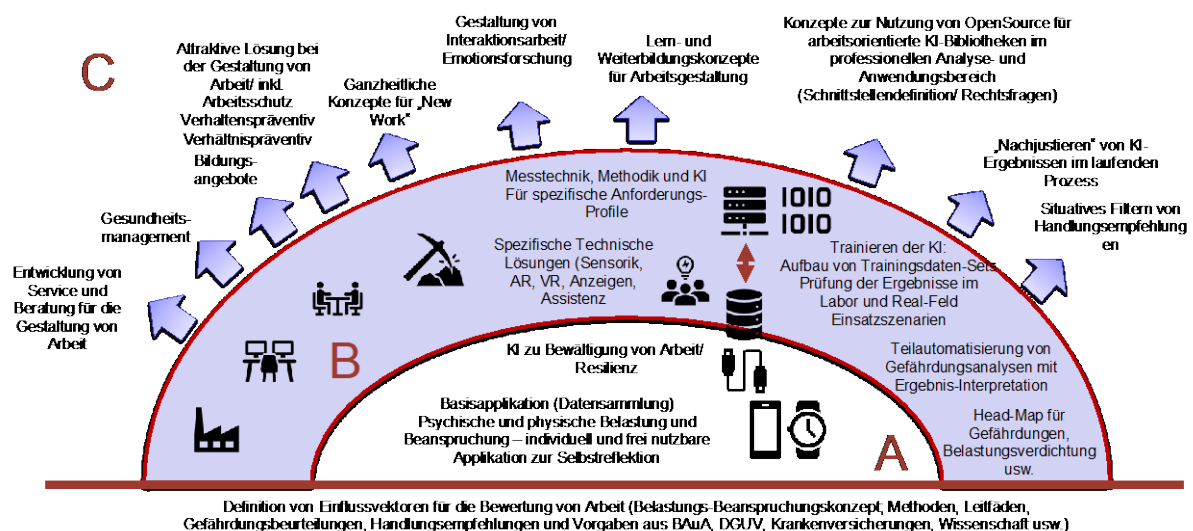 C
Attraktive Lösung bei
der Gestaltung von
Arbeit/ inkl.
Arbeitsschutz
Verhaltenspräventiv
Verhältnispräventiv
Bildungs-
angebote
Ganzheitliche
Konzepte für „New
Work“
Gestaltung von
Interaktionsarbeit/
Emotionsforschung
Lern- und
Weiterbildungskonzepte
für Arbeitsgestaltung
Konzepte zur Nutzung von OpenSource für
arbeitsorientierte KI-Bibliotheken im
professionellen Analyse- und
Anwendungsbereich
(Schnittstellendefinition/ Rechtsfragen)
„Nachjustieren“ von KI-
Ergebnissen im laufenden
Prozess
Situatives Filtern von
Handlungsempfehlung
en
Gesundheits-
management
Entwicklung von
Service und
Beratung für die
Gestaltung von
Arbeit
Messtechnik, Methodik und KI
Für spezifische Anforderungs-
Profile
1010
1010
Spezifische Technische
Lösungen (Sensorik,
AR, VR, Anzeigen,
Assistenz
Trainieren der KI:
Aufbau von Trainingsdaten-Sets
Prüfung der Ergebnisse im
Labor und Real-Feld
Einsatzszenarien
B
Teilautomatisierung von
Gefährdungsanalysen mit
Ergebnis-Interpretation
Head-Map für
Gefährdungen,
Belastungsverdichtung
usw.
KI zu Bewältigung von Arbeit/
Resilienz
Basisapplikation (Datensammlung)
Psychische und physische Belastung und
Beanspruchung – individuell und frei nutzbare
Applikation zur Selbstreflektion
A
Definition von Einflussvektoren für die Bewertung von Arbeit (Belastungs-Beanspruchungskonzept; Methoden, Leitfäden,
Gefährdungsbeurteilungen, Handlungsempfehlungen und Vorgaben aus BAuA, DGUV, Krankenversicherungen, Wissenschaft usw.)